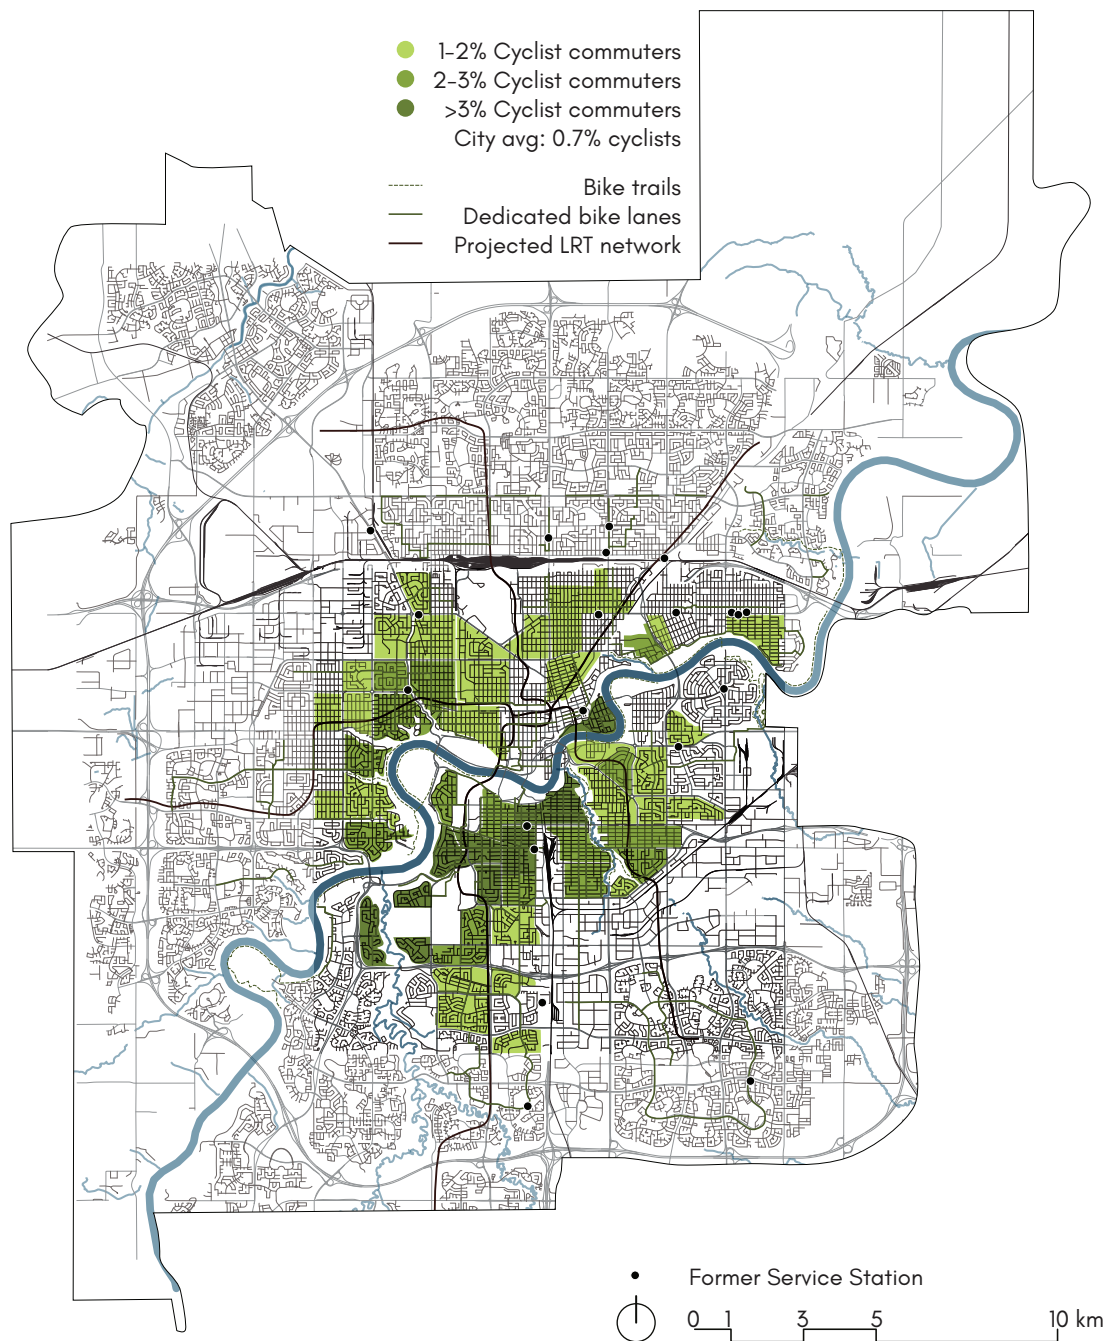 1-2% Cyclist commuters
2-3% Cyclist commuters
>3% Cyclist commuters
City avg: 0.7% cyclists
Bike trails
Dedicated bike lanes
Projected LRT network
Former Service Station
0 1 3 5 10 km